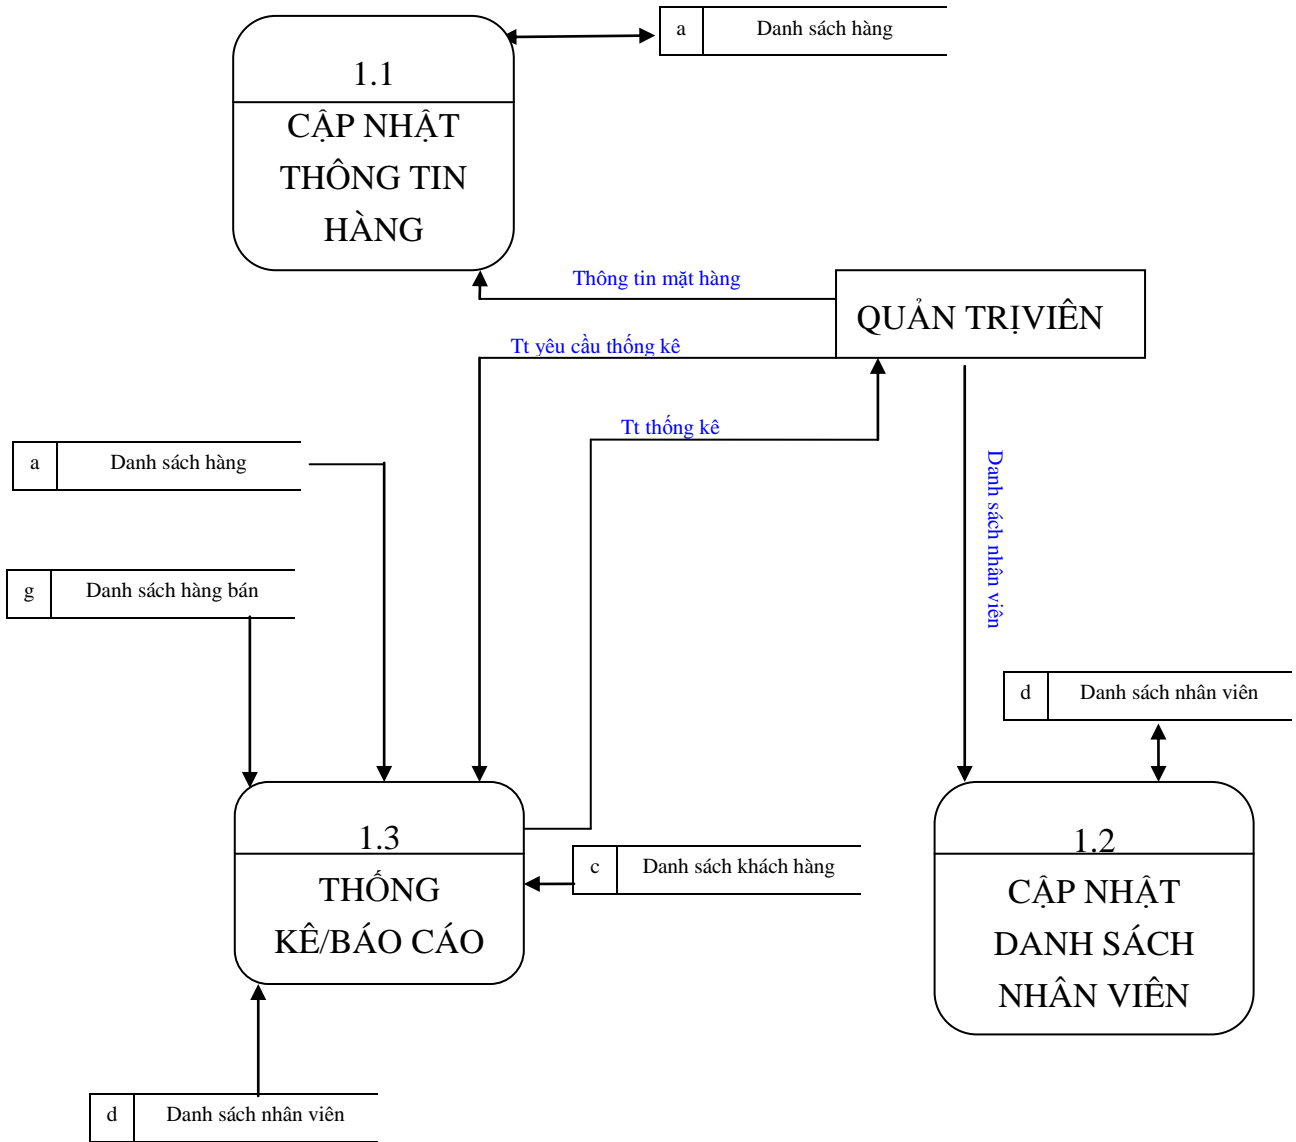 a Danh sách hàng
1.1
CẬP NHẬT
THÔNG TIN
HÀNG
Thông tin mặt hàng
QUẢN TRỊVIÊN
Tt yêu cầu thống kê
Tt thống kê
a Danh sách hàng
Danh sách nhân viên
g Danh sách hàng bán
d Danh sách nhân viên
1.3
THỐNG
KÊ/BÁO CÁO
c Danh sách khách hàng
1.2
CẬP NHẬT
DANH SÁCH
NHÂN VIÊN
d Danh sách nhân viên